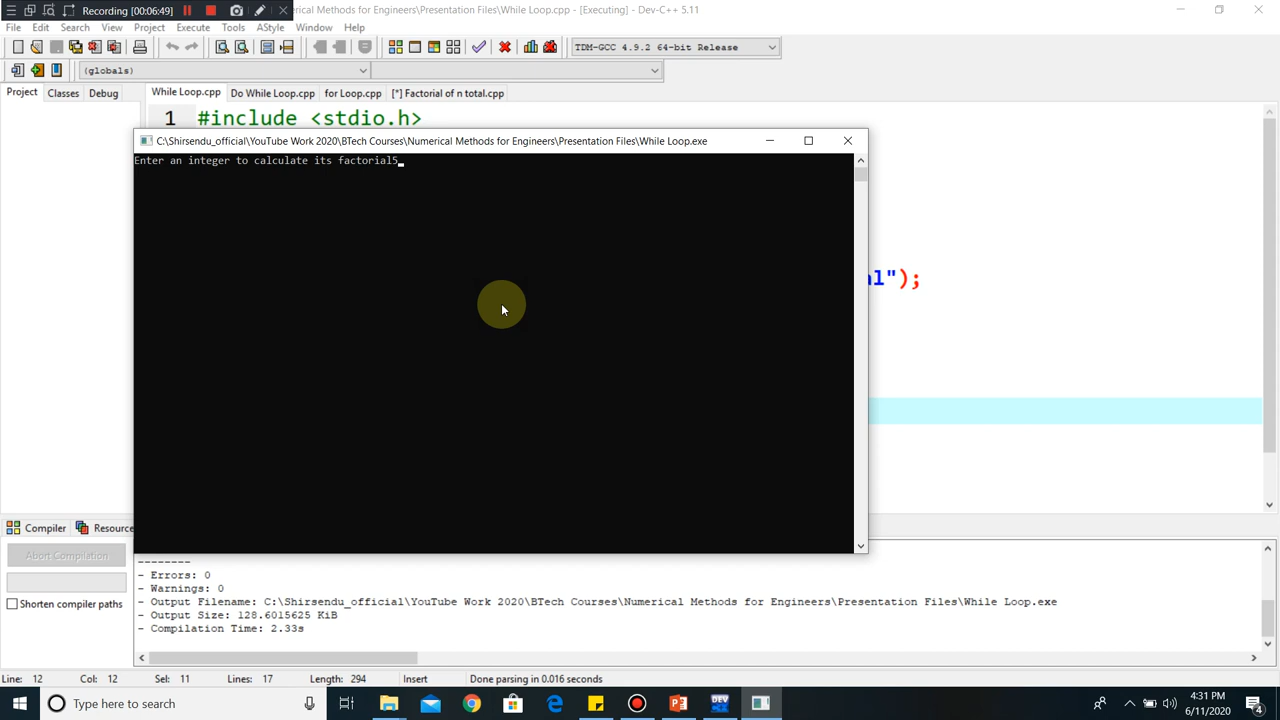 Recording [00:06:49]
merical Methods for Engineers\Presentation Files\While Loop.cpp - [Executing] - Dev-C++ 5.11
File Edit Search View Project Execute Tools AStyle Window Help
TDM-GCC 4.9.2 64-bit Release
(globals)
Project Classes Debug While Loop.cpp Do While Loop.cpp for Loop.cpp [*] Factorial of n total.cpp
1 #include <stdio.h>
C:\Shirsendu_official\YouTube Work 2020\BTech Courses\Numerical Methods for Engineers\Presentation Files\While Loop.exe
Enter an integer to calculate its factorial5
al");
Compiler Resource
Abort Compilation
Shorten compiler paths
--------
- Errors: 0
- Warnings: 0
- Output Filename: C:\Shirsendu_official\YouTube Work 2020\BTech Courses\Numerical Methods for Engineers\Presentation Files\While Loop.exe
- Output Size: 128.6015625 KiB
- Compilation Time: 2.33s
Line: 12 Col: 12 Sel: 11 Lines: 17 Length: 294 Insert Done parsing in 0.016 seconds
Type here to search
4:31 PM
6/11/2020